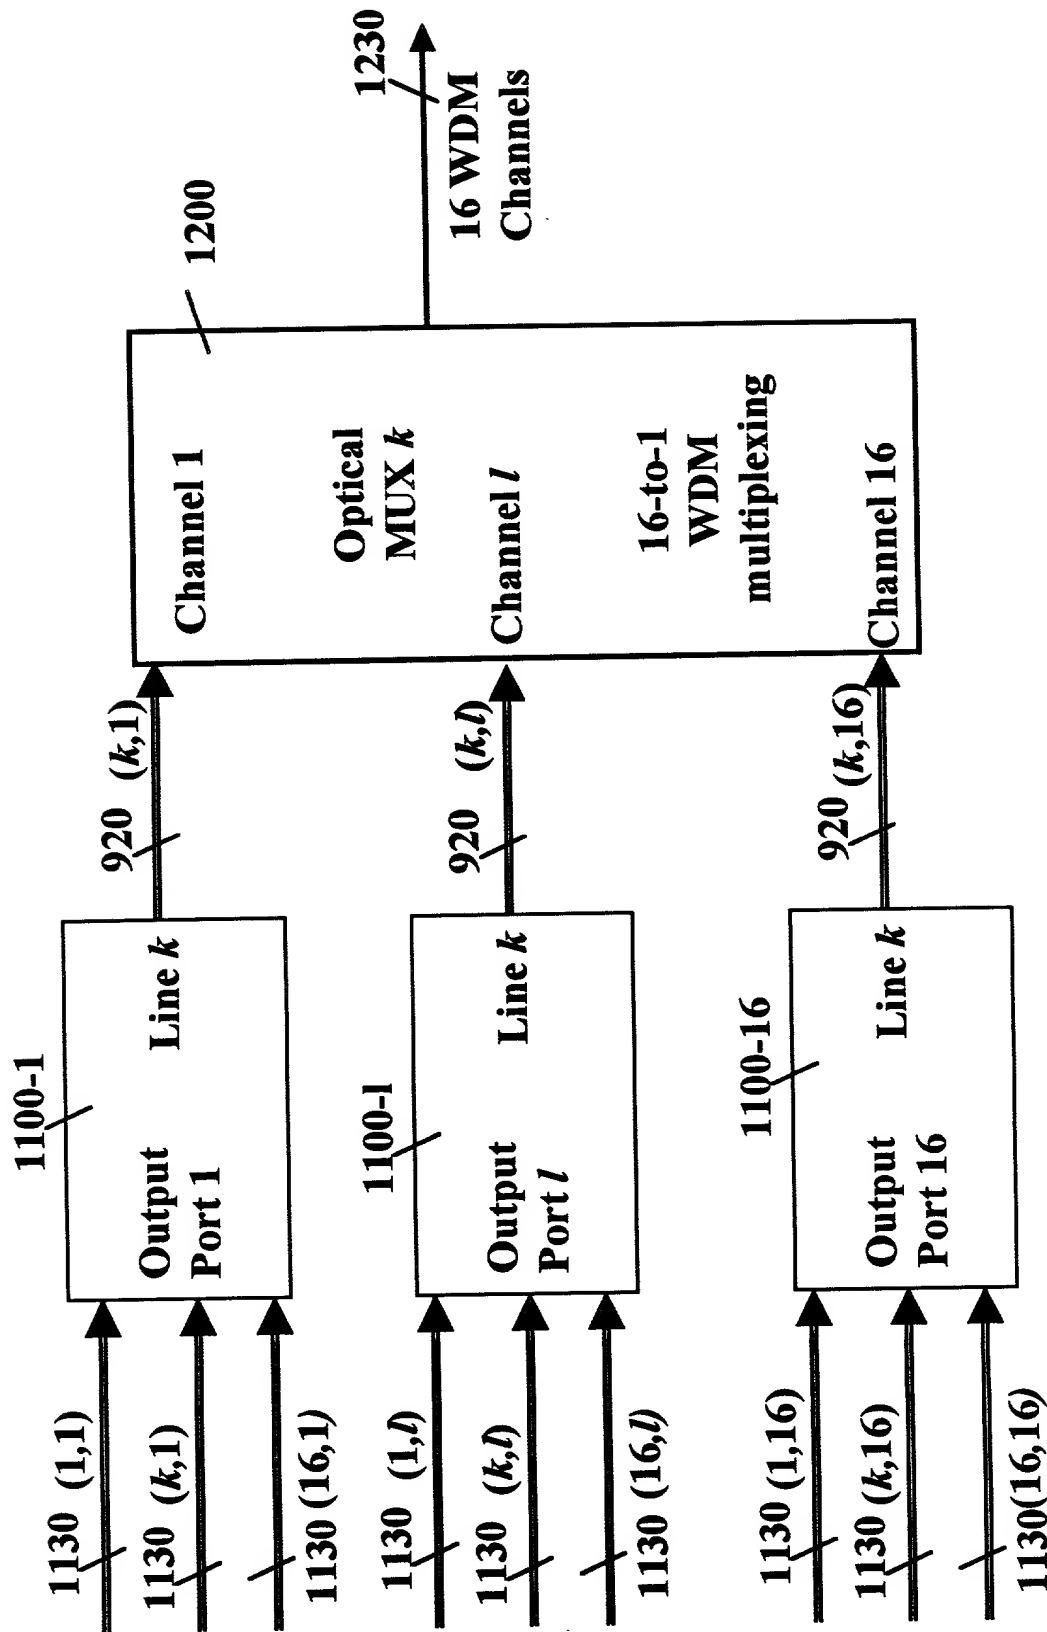 1130 (1,1)
1130 (k,1)
1130 (16,1)
1100-1
Output
Port 1
Line k
920 (k,1)
1130 (1,l)
1130 (k,l)
1130 (16,l)
1100-l
Output
Port l
Line k
920 (k,l)
1130 (1,16)
1130 (k,16)
1130(16,16)
1100-16
Output
Port 16
Line k
920 (k,16)
1200
Channel 1
Optical
MUX k
Channel l
16-to-1
WDM
multiplexing
Channel 16
1230
16 WDM
Channels